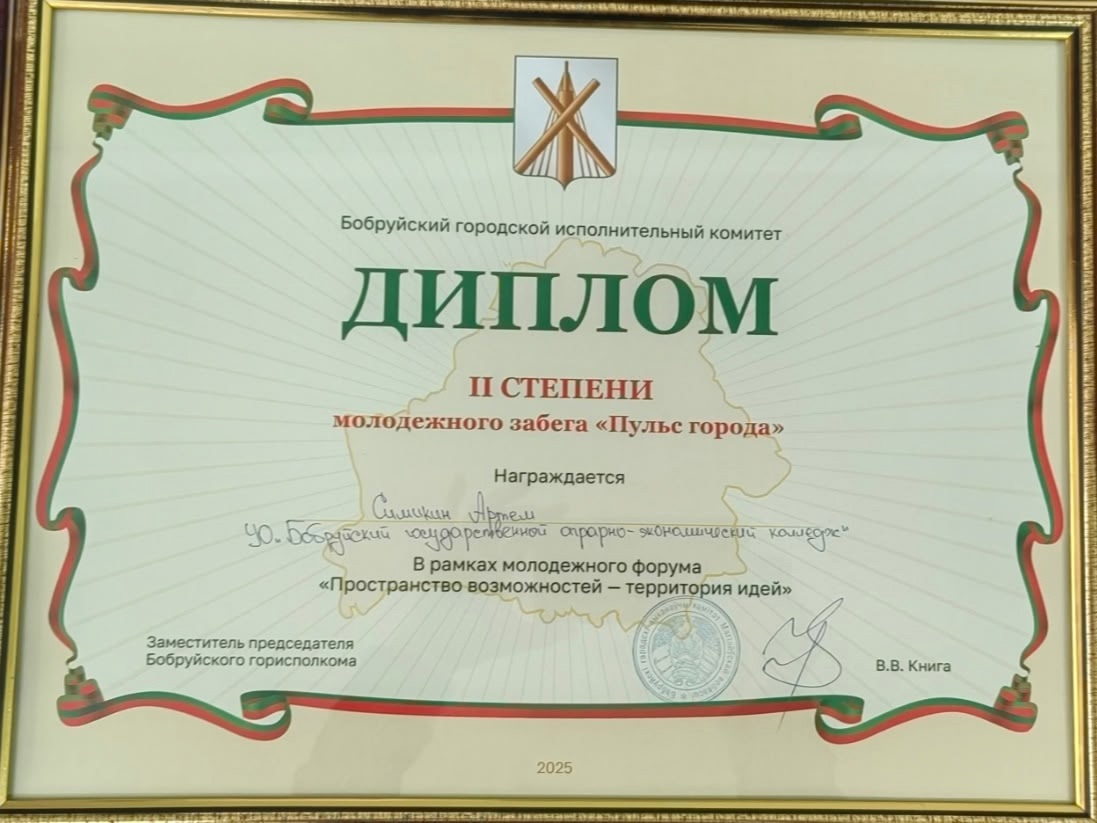 Бобруйский городской исполнительный комитет
ДИПЛОМ
II СТЕПЕНИ
молодежного забега «Пульс города»
Награждается
Симикин Артем
УО „Бобруйский государственный аграрно-экономический колледж“
В рамках молодежного форума
«Пространство возможностей – территория идей»
Заместитель председателя
Бобруйского горисполкома
В.В. Книга
2025